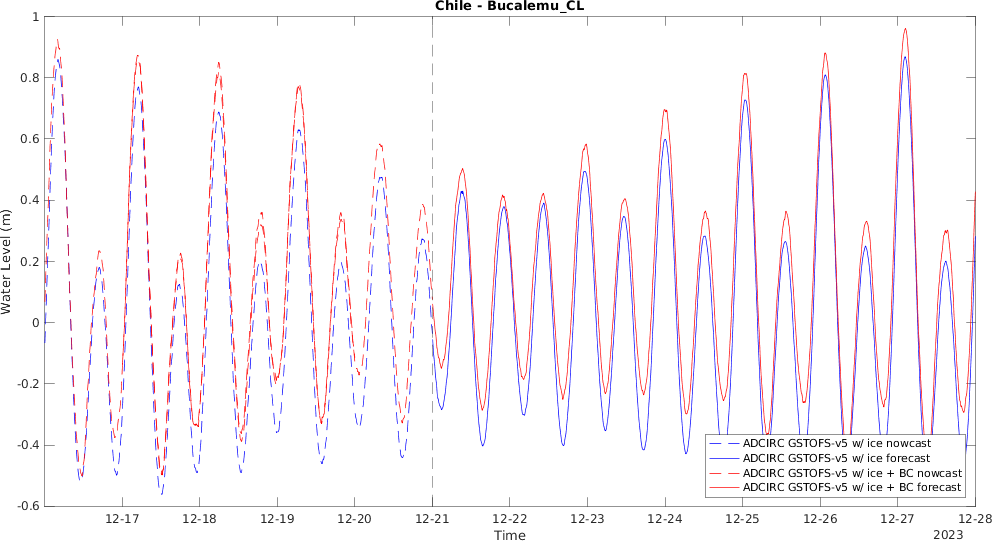 Chile - Bucalemu_CL
Water Level (m)
1
0.8
0.6
0.4
0.2
0
-0.2
-0.4
-0.6
ADCIRC GSTOFS-v5 w/ ice nowcast
ADCIRC GSTOFS-v5 w/ ice forecast
ADCIRC GSTOFS-v5 w/ ice + BC nowcast
ADCIRC GSTOFS-v5 w/ ice + BC forecast
12-17 12-18 12-19 12-20 12-21 12-22 12-23 12-24 12-25 12-26 12-27 12-28
Time
2023